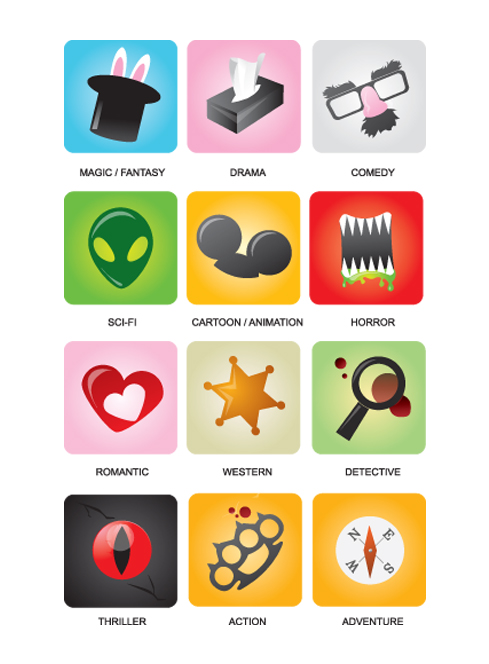 MAGIC / FANTASY
DRAMA
COMEDY
SCI-FI
CARTOON / ANIMATION
HORROR
ROMANTIC
WESTERN
DETECTIVE
THRILLER
ACTION
N E
W S
ADVENTURE